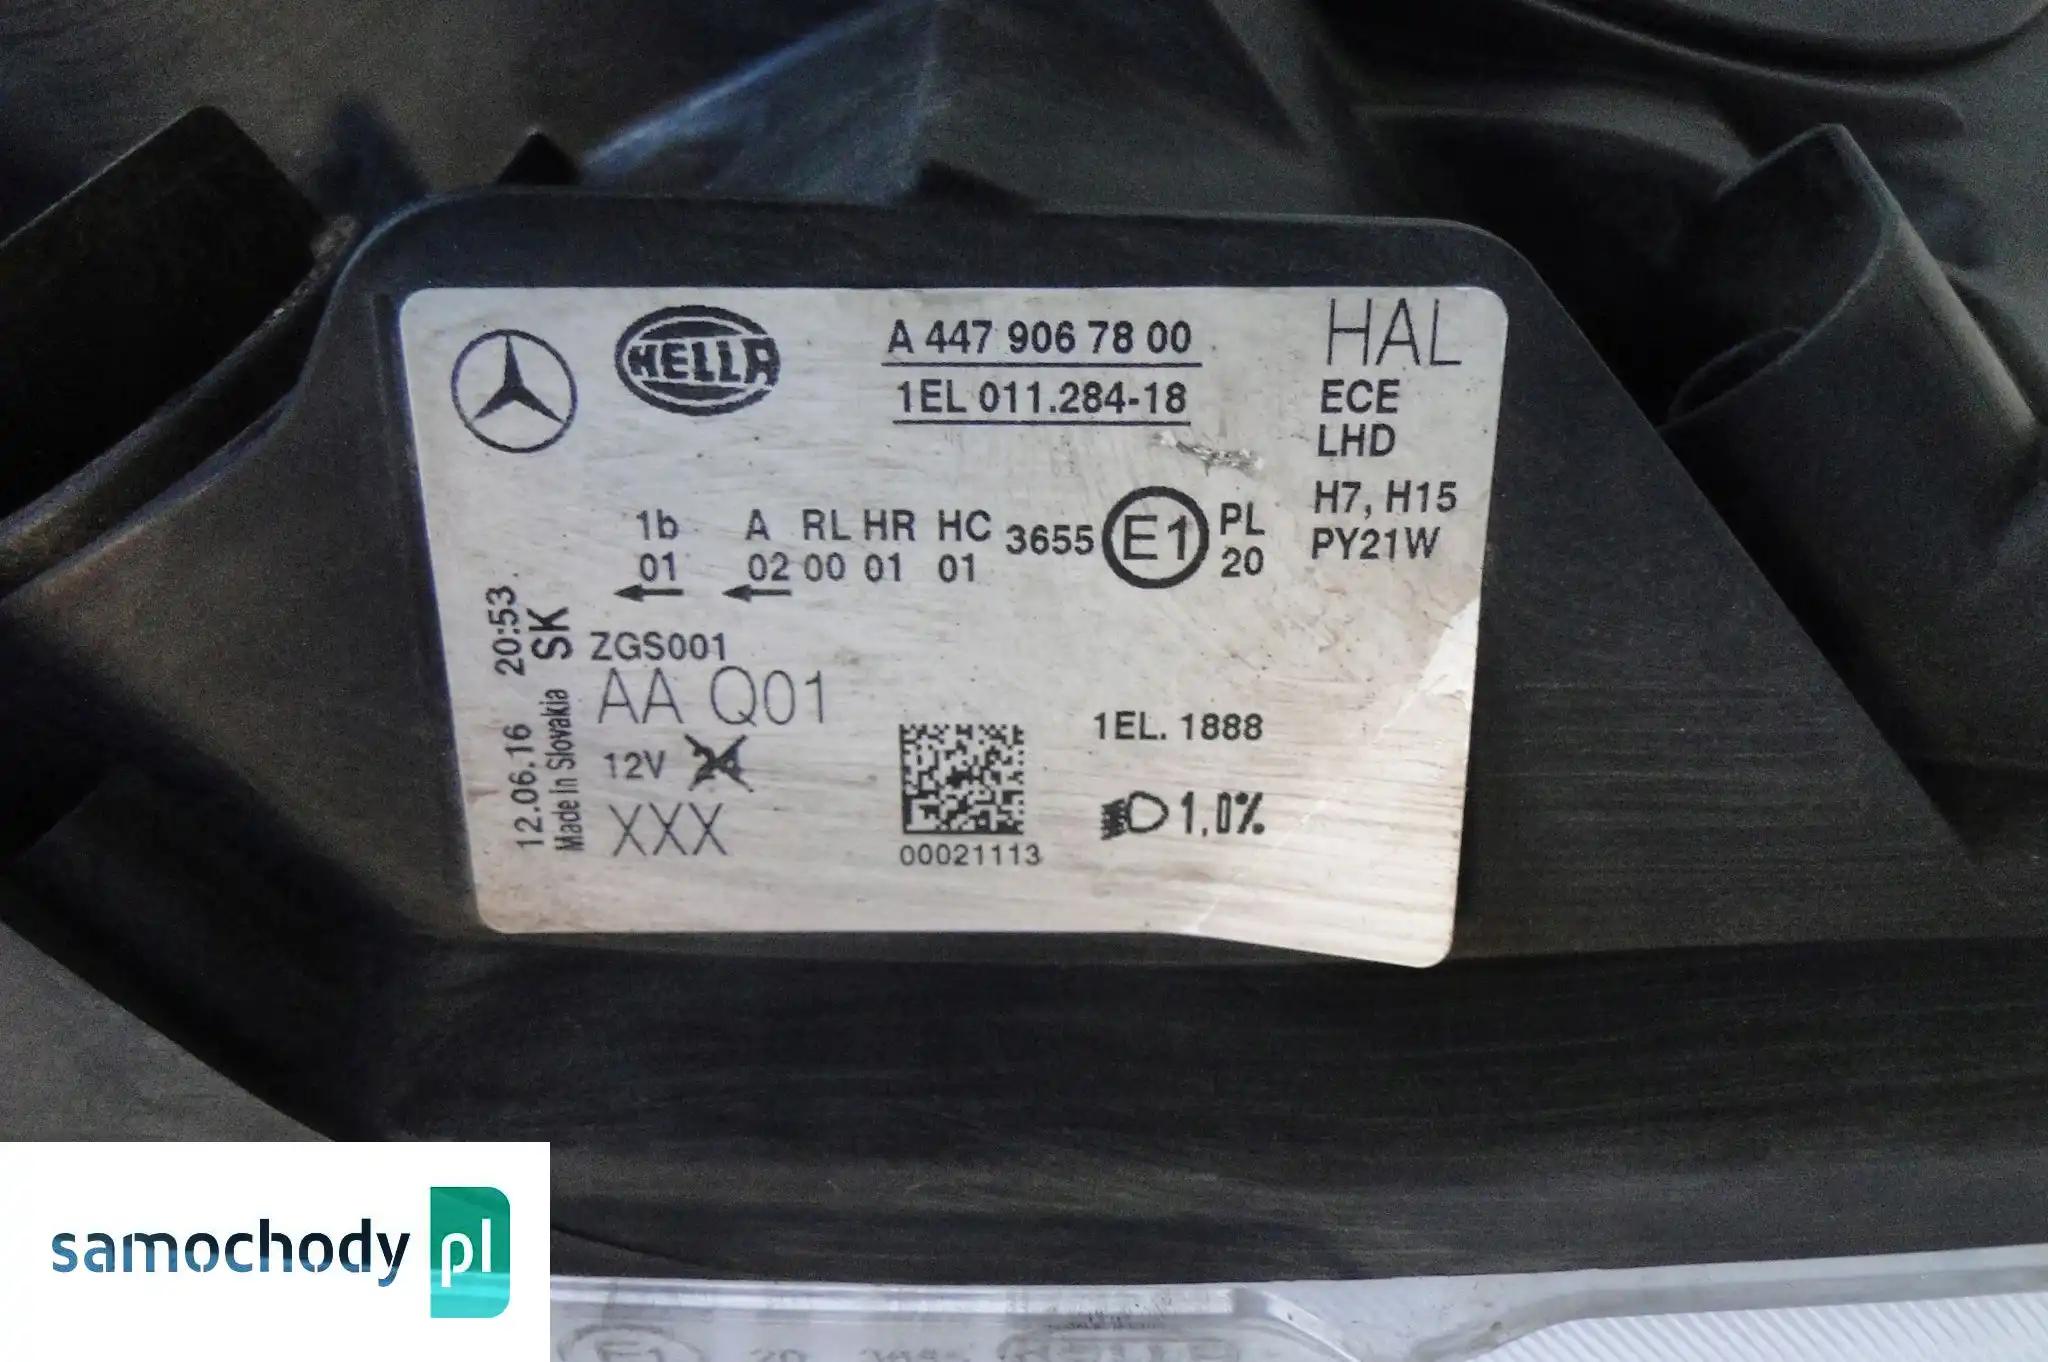 HELLA
A 447 906 78 00
1EL 011.284-18
HAL
ECE
LHD
H7, H15
PY21W
1b A RL HR HC 3655 E1 PL
01 02 00 01 01 20
12.06.16 20:53
Made in Slovakia SK
ZGS001
AA Q01
12V
XXX
00021113
1EL. 1888
1,0%
samochody pl
E1